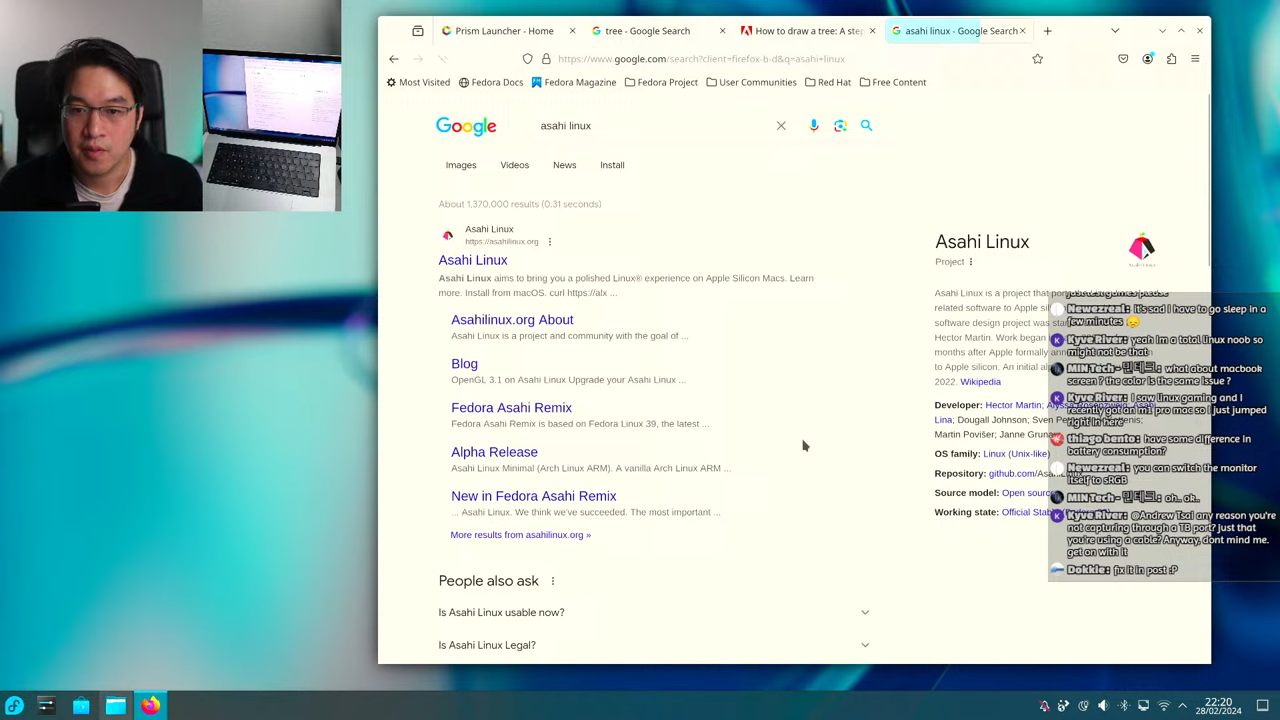 Prism Launcher - Home
tree - Google Search
How to draw a tree: A step
asahi linux - Google Search
https://www.google.com/search?client=firefox-b-d&q=asahi+linux
Most Visited
Fedora Docs
Fedora Magazine
Fedora Project
User Communities
Red Hat
Free Content
Google
asahi linux
Images
Videos
News
Install
About 1,370,000 results (0.31 seconds)
Asahi Linux
https://asahilinux.org
Asahi Linux
Asahi Linux aims to bring you a polished Linux® experience on Apple Silicon Macs. Learn
more. Install from macOS. curl https://alx ...
Asahilinux.org About
Asahi Linux is a project and community with the goal of ...
Blog
OpenGL 3.1 on Asahi Linux Upgrade your Asahi Linux ...
Fedora Asahi Remix
Fedora Asahi Remix is based on Fedora Linux 39, the latest ...
Alpha Release
Asahi Linux Minimal (Arch Linux ARM). A vanilla Arch Linux ARM ...
New in Fedora Asahi Remix
... Asahi Linux. We think we've succeeded. The most important ...
More results from asahilinux.org »
People also ask
Is Asahi Linux usable now?
Is Asahi Linux Legal?
Asahi Linux
Project
Asahi Linux is a project that
related software to Apple
software design project was
Hector Martin. Work began
months after Apple formally
to Apple silicon. An initial
2022. Wikipedia
Developer: Hector Martin;
Lina; Dougall Johnson; Sven
Martin Povišer; Janne
OS family: Linux (Unix-like)
Repository: github.com/
Source model: Open source
Working state: Official
just test games please
Newezreal: it's sad I have to go sleep in a
few minutes 😞
Kyve River: yeah Im a total linux noob so
might not be that
MIN Tech - 민테크: what about macbook
screen ? the color is the same issue ?
Kyve River: I saw linux gaming and I
recently got an m1 pro mac so I just jumped
right in here
thiago bento: have some difference in
battery consumption?
Newezreal: you can switch the monitor
itself to sRGB
MIN Tech - 민테크: oh.. ok..
Kyve River: @Andrew Tsai any reason you're
not capturing through a TB port? just that
you're using a cable? Anyway, dont mind me.
get on with it
Dokkie: fix it in post :P
22:20
28/02/2024